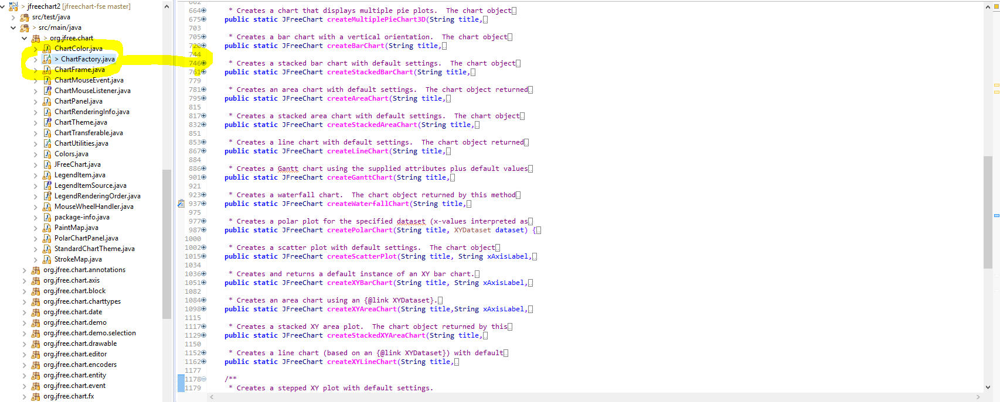 jfreechart2 [jfreechart-fse master]
src/test/java
> src/main/java
> org.jfree.chart
ChartColor.java
> ChartFactory.java
ChartFrame.java
ChartMouseEvent.java
ChartMouseListener.java
ChartPanel.java
ChartRenderingInfo.java
ChartTheme.java
ChartTransferable.java
ChartUtilities.java
Colors.java
JFreeChart.java
LegendItem.java
LegendItemSource.java
LegendRenderingOrder.java
MouseWheelHandler.java
package-info.java
PaintMap.java
PolarChartPanel.java
StandardChartTheme.java
StrokeMap.java
org.jfree.chart.annotations
org.jfree.chart.axis
org.jfree.chart.block
org.jfree.chart.charttypes
org.jfree.chart.date
org.jfree.chart.demo
org.jfree.chart.demo.selection
org.jfree.chart.drawable
org.jfree.chart.editor
org.jfree.chart.encoders
org.jfree.chart.entity
org.jfree.chart.event
org.jfree.chart.fx
662
664 * Creates a chart that displays multiple pie plots.  The chart object
675 public static JFreeChart createMultiplePieChart3D(String title,
703
705 * Creates a bar chart with a vertical orientation.  The chart object
720 public static JFreeChart createBarChart(String title,
744
746 * Creates a stacked bar chart with default settings.  The chart object
761 public static JFreeChart createStackedBarChart(String title,
779
781 * Creates an area chart with default settings.  The chart object returned
795 public static JFreeChart createAreaChart(String title,
815
817 * Creates a stacked area chart with default settings.  The chart object
832 public static JFreeChart createStackedAreaChart(String title,
851
853 * Creates a line chart with default settings.  The chart object returned
867 public static JFreeChart createLineChart(String title,
884
886 * Creates a Gantt chart using the supplied attributes plus default values
901 public static JFreeChart createGanttChart(String title,
921
923 * Creates a waterfall chart.  The chart object returned by this method
937 public static JFreeChart createWaterfallChart(String title,
975
977 * Creates a polar plot for the specified dataset (x-values interpreted as
987 public static JFreeChart createPolarChart(String title, XYDataset dataset) {
1000
1002 * Creates a scatter plot with default settings.  The chart object
1015 public static JFreeChart createScatterPlot(String title, String xAxisLabel,
1034
1036 * Creates and returns a default instance of an XY bar chart.
1051 public static JFreeChart createXYBarChart(String title, String xAxisLabel,
1082
1084 * Creates an area chart using an {@link XYDataset}.
1098 public static JFreeChart createXYAreaChart(String title,String xAxisLabel,
1115
1117 * Creates a stacked XY area plot.  The chart object returned by this
1129 public static JFreeChart createStackedXYAreaChart(String title,
1150
1152 * Creates a line chart (based on an {@link XYDataset}) with default
1162 public static JFreeChart createXYLineChart(String title,
1177
1178 /**
1179 * Creates a stepped XY plot with default settings.